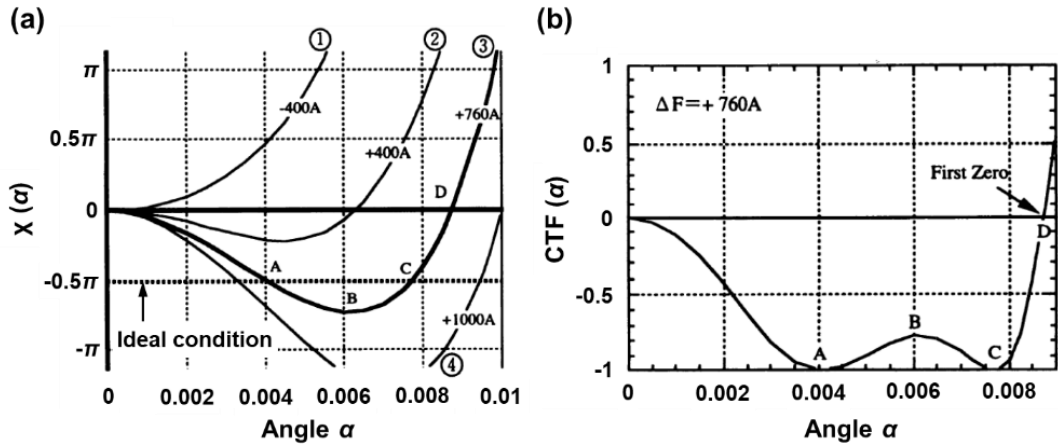 (a)
① ② ③
π
-400A
+760A
0.5π
+400A
D
0
X (α)
A
C
-0.5π
B
Ideal condition
+1000A
-π
④
0 0.002 0.004 0.006 0.008 0.01
Angle α
(b)
1
ΔF=+ 760A
0.5
First Zero
0
D
CTF (α)
-0.5
B
A
C
-1
0 0.002 0.004 0.006 0.008
Angle α